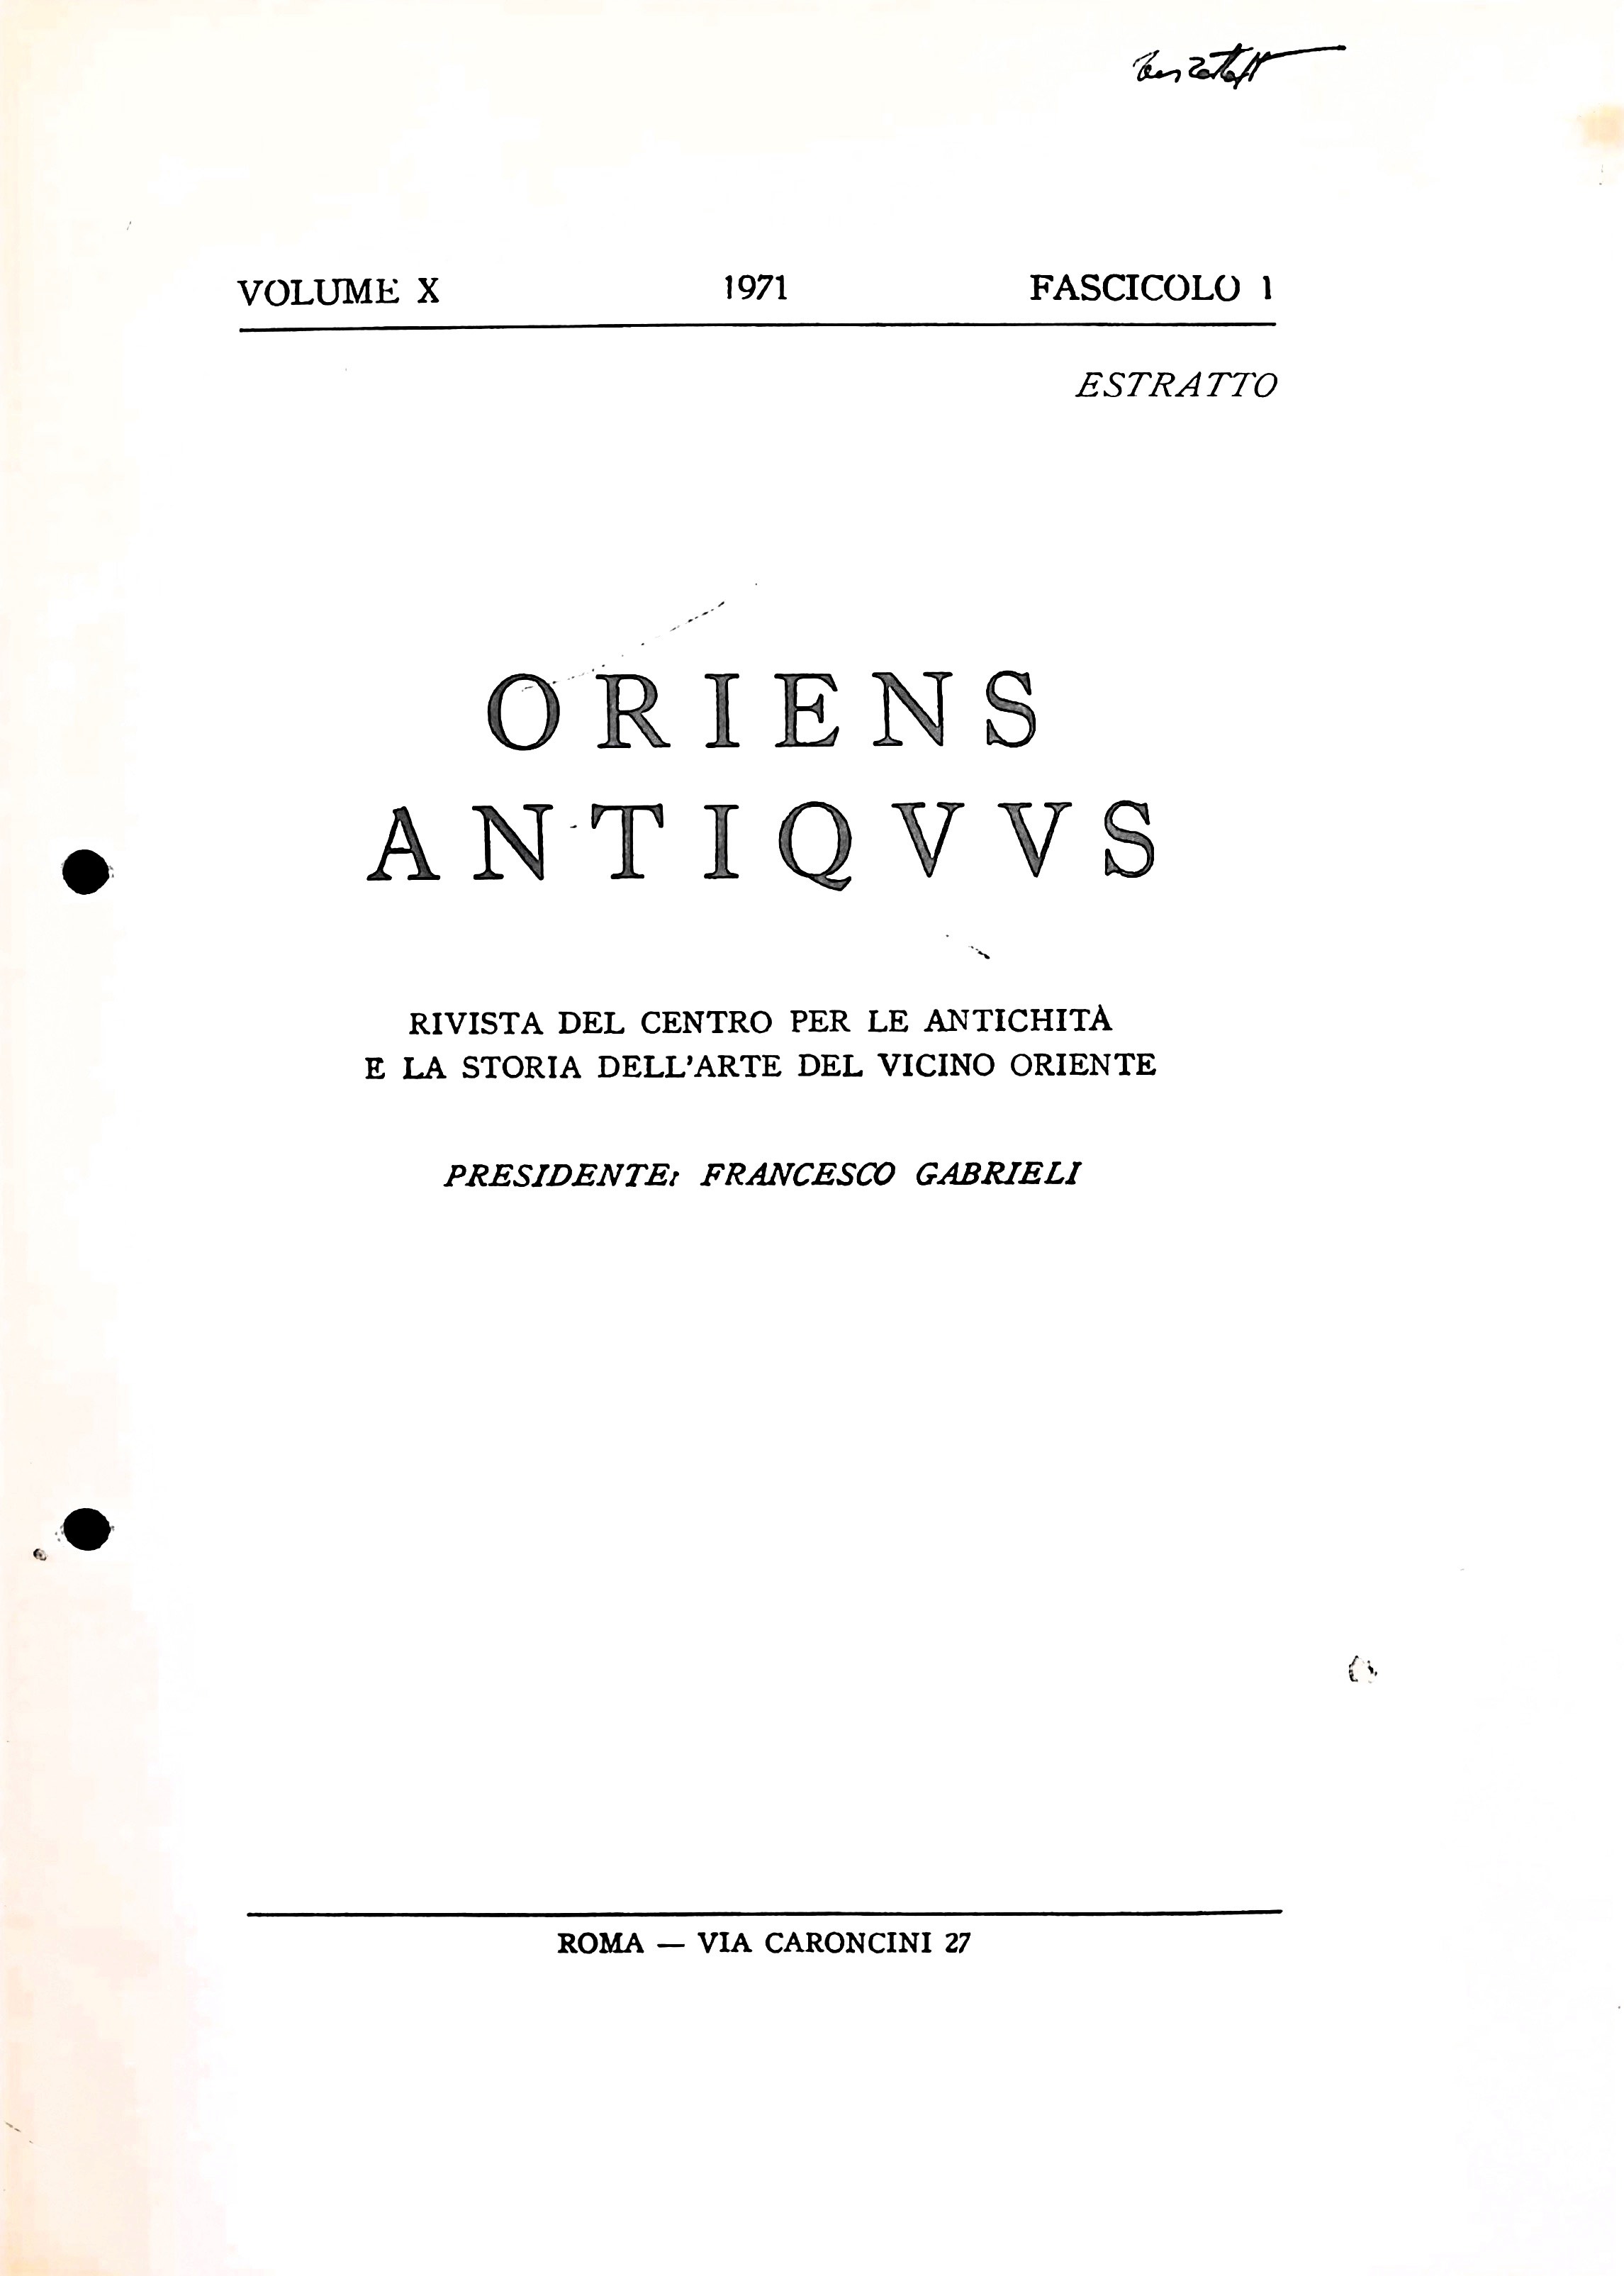 VOLUME X 1971 FASCICOLO 1
ESTRATTO
ORIENS
ANTIQVVS
RIVISTA DEL CENTRO PER LE ANTICHITÀ
E LA STORIA DELL'ARTE DEL VICINO ORIENTE
PRESIDENTE: FRANCESCO GABRIELI
ROMA — VIA CARONCINI 27